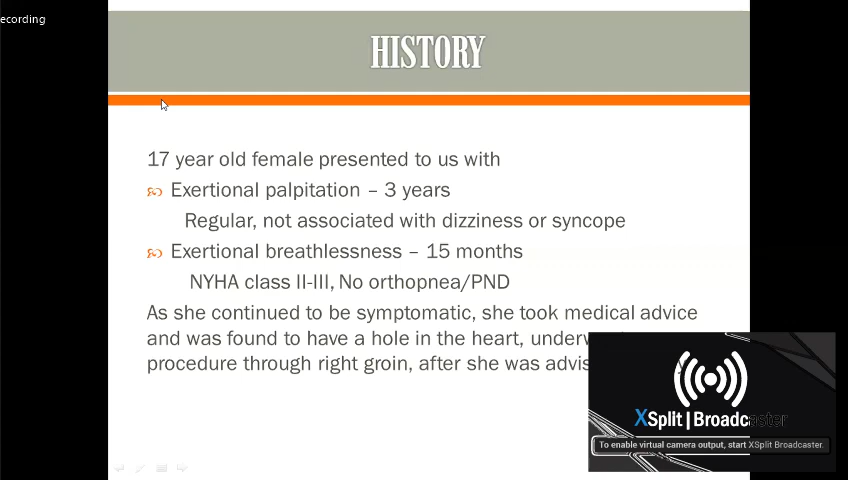 ecording
HISTORY
17 year old female presented to us with
Exertional palpitation – 3 years
Regular, not associated with dizziness or syncope
Exertional breathlessness – 15 months
NYHA class II-III, No orthopnea/PND
As she continued to be symptomatic, she took medical advice
and was found to have a hole in the heart,
procedure through right groin, after she was
XSplit | Broadcaster
To enable virtual camera output, start XSplit Broadcaster.